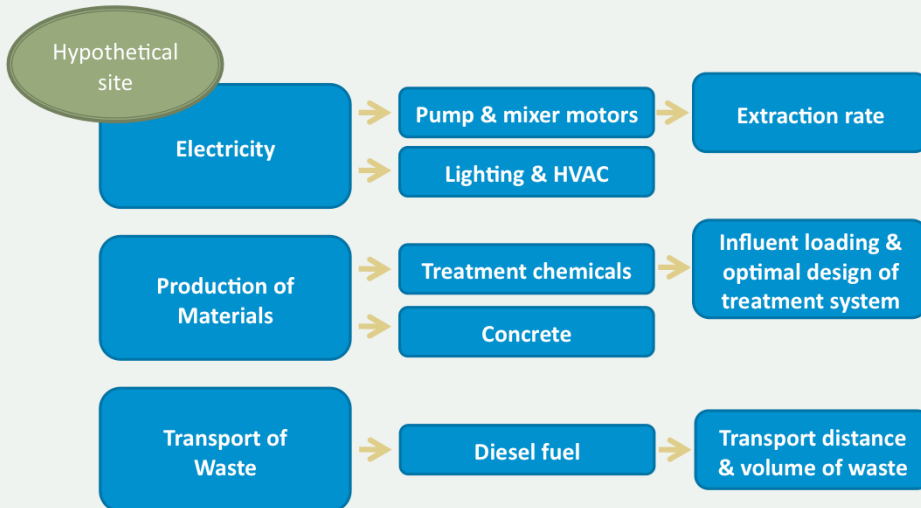 Hypothetical
site
Electricity
Pump & mixer motors
Extraction rate
Lighting & HVAC
Production of
Materials
Treatment chemicals
Influent loading &
optimal design of
treatment system
Concrete
Transport of
Waste
Diesel fuel
Transport distance
& volume of waste